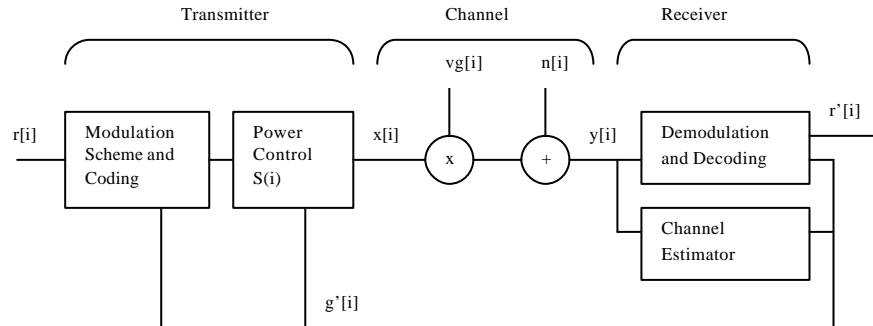 Transmitter Channel Receiver
vg[i] n[i]
r[i] Modulation Scheme and Coding
Power Control S(i)
x[i]
x
+
y[i]
Demodulation and Decoding
r’[i]
Channel Estimator
g’[i]